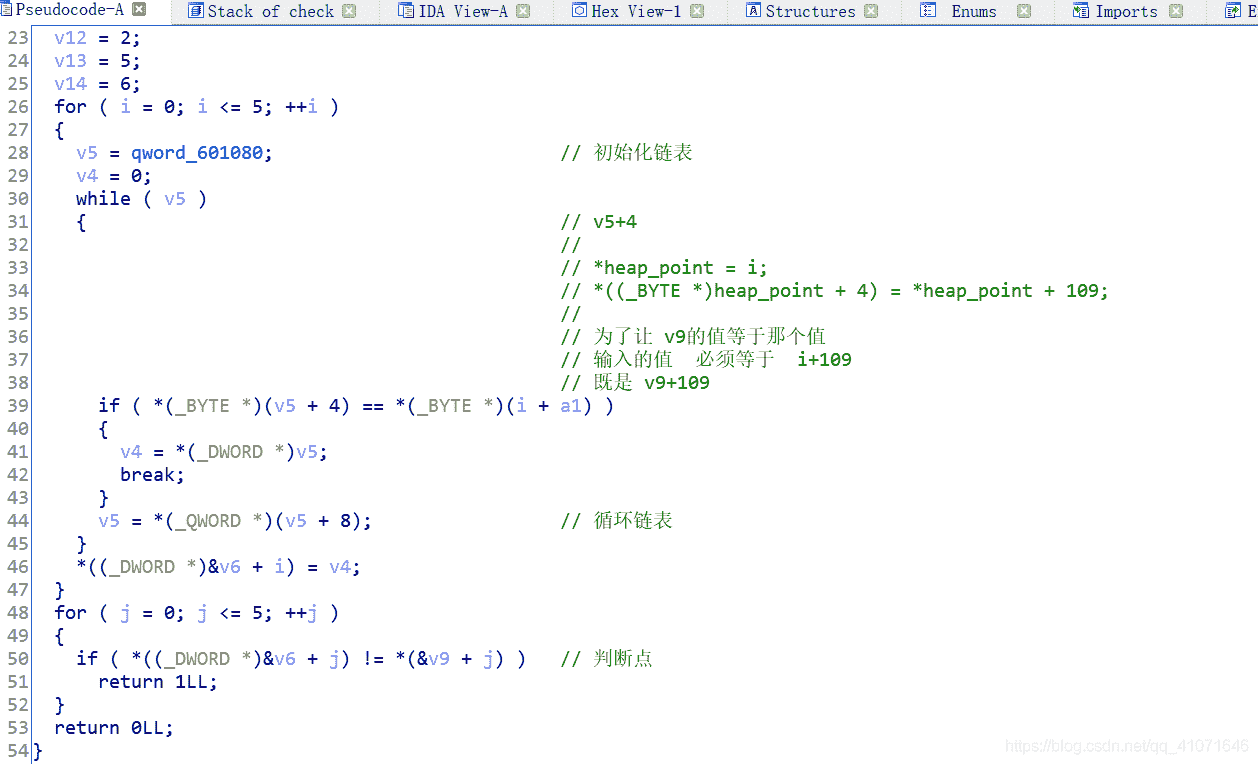 Pseudocode-A Stack of check IDA View-A Hex View-1 Structures Enums Imports E
23 v12 = 2;
24 v13 = 5;
25 v14 = 6;
26 for ( i = 0; i <= 5; ++i )
27 {
28 v5 = qword_601080; // 初始化链表
29 v4 = 0;
30 while ( v5 )
31 { // v5+4
32 //
33 // *heap_point = i;
34 // *((_BYTE *)heap_point + 4) = *heap_point + 109;
35 //
36 // 为了让 v9的值等于那个值
37 // 输入的值 必须等于 i+109
38 // 既是 v9+109
39 if ( *(_BYTE *)(v5 + 4) == *(_BYTE *)(i + a1) )
40 {
41 v4 = *(_DWORD *)v5;
42 break;
43 }
44 v5 = *(_QWORD *)(v5 + 8); // 循环链表
45 }
46 *((_DWORD *)&v6 + i) = v4;
47 }
48 for ( j = 0; j <= 5; ++j )
49 {
50 if ( *((_DWORD *)&v6 + j) != *(&v9 + j) ) // 判断点
51 return 1LL;
52 }
53 return 0LL;
54 }
https://blog.csdn.net/qq_41071646